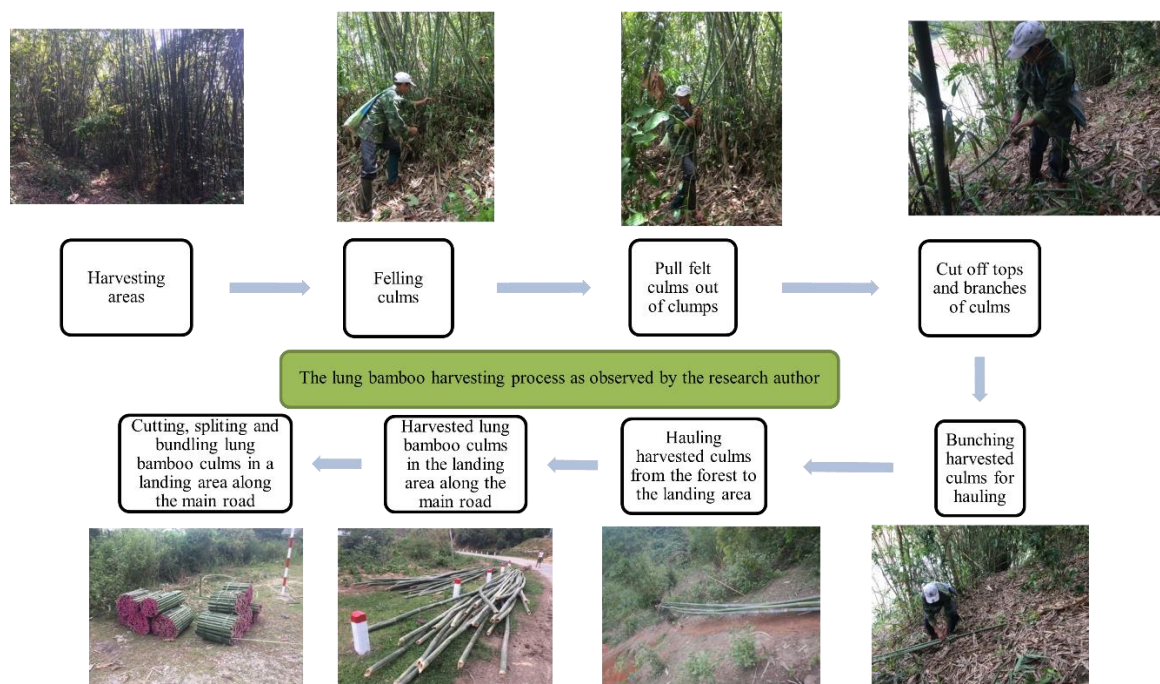 Harvesting
areas
Felling
culms
Pull felt
culms out
of clumps
Cut off tops
and branches
of culms
The lung bamboo harvesting process as observed by the research author
Cutting, spliting and
bundling lung
bamboo culms in a
landing area along
the main road
Harvested lung
bamboo culms
in the landing
area along the
main road
Hauling
harvested culms
from the forest to
the landing area
Bunching
harvested
culms for
hauling